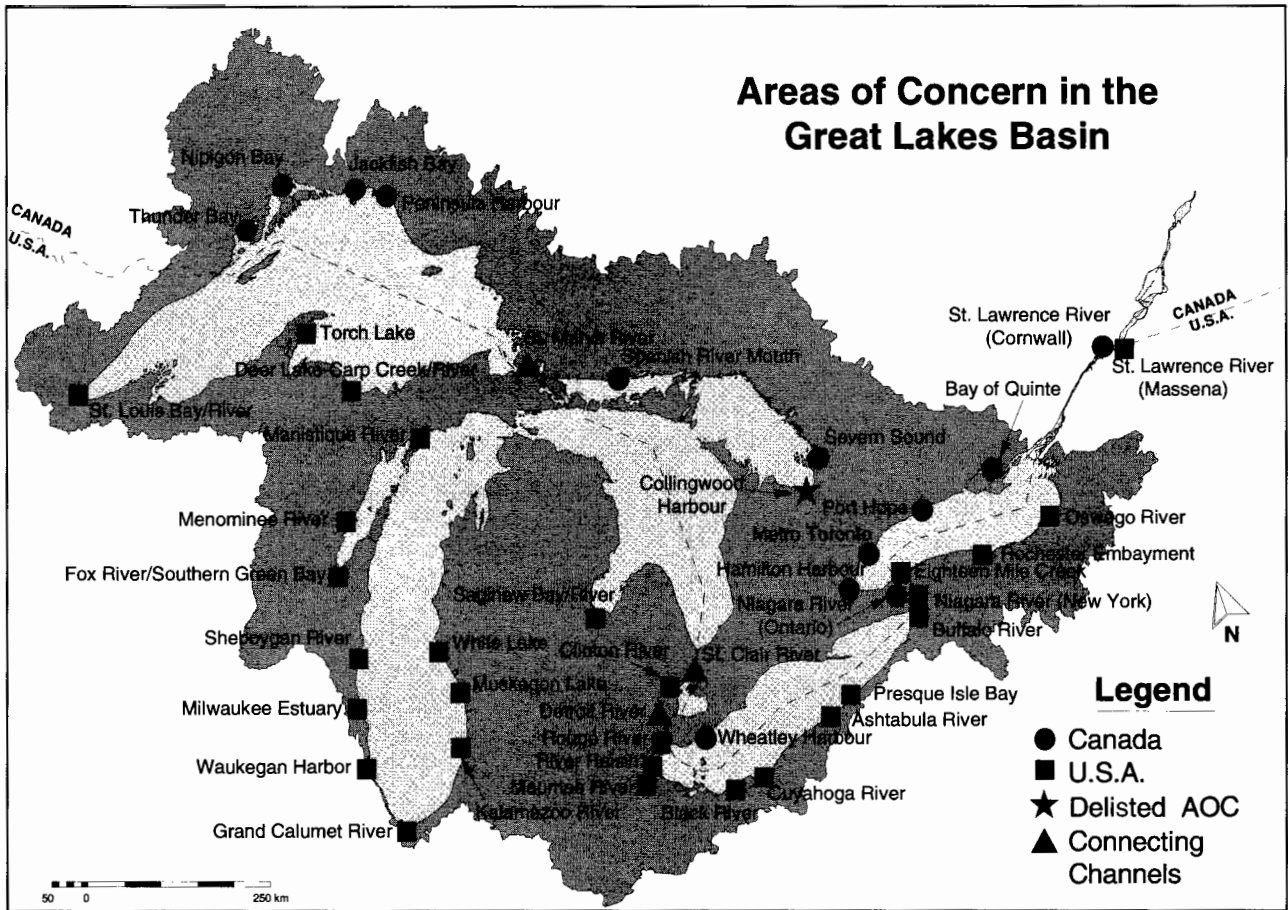 Areas of Concern in the
Great Lakes Basin
Nipigon Bay
Jackfish Bay
Peninsula Harbour
Thunder Bay
CANADA
U.S.A.
CANADA
U.S.A.
St. Lawrence River
(Cornwall)
St. Lawrence River
(Massena)
Torch Lake
St. Marys River
Spanish River Mouth
Deer Lake-Carp Creek/River
Bay of Quinte
St. Louis Bay/River
Manistique River
Severn Sound
Collingwood
Harbour
Port Hope
Menominee River
Oswego River
Metro Toronto
Rochester Embayment
Fox River/Southern Green Bay
Hamilton Harbour
Eighteen Mile Creek
Saginaw Bay/River
Niagara River
(Ontario)
Niagara River (New York)
Buffalo River
N
Sheboygan River
White Lake
Clinton River
St. Clair River
Muskegon Lake
Presque Isle Bay
Milwaukee Estuary
Detroit River
Ashtabula River
Rouge River
Wheatley Harbour
Waukegan Harbor
River Raisin
Maumee River
Cuyahoga River
Kalamazoo River
Black River
Grand Calumet River
Legend
Canada
U.S.A.
Delisted AOC
Connecting
Channels
50 0 250 km